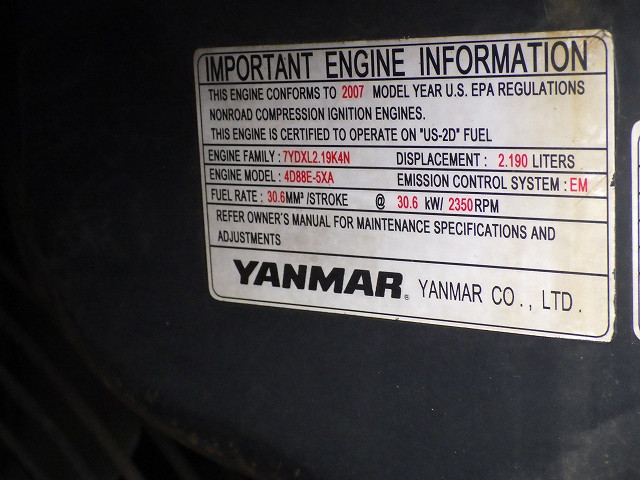 IMPORTANT ENGINE INFORMATION
THIS ENGINE CONFORMS TO 2007 MODEL YEAR U.S. EPA REGULATIONS
NONROAD COMPRESSION IGNITION ENGINES.
THIS ENGINE IS CERTIFIED TO OPERATE ON "US-2D" FUEL
ENGINE FAMILY : 7YDXL2.19K4N DISPLACEMENT : 2.190 LITERS
ENGINE MODEL : 4D88E-5XA EMISSION CONTROL SYSTEM : EM
FUEL RATE : 30.6MM³ /STROKE @ 30.6 kW/ 2350RPM
REFER OWNER'S MANUAL FOR MAINTENANCE SPECIFICATIONS AND
ADJUSTMENTS
YANMAR® YANMAR CO., LTD.